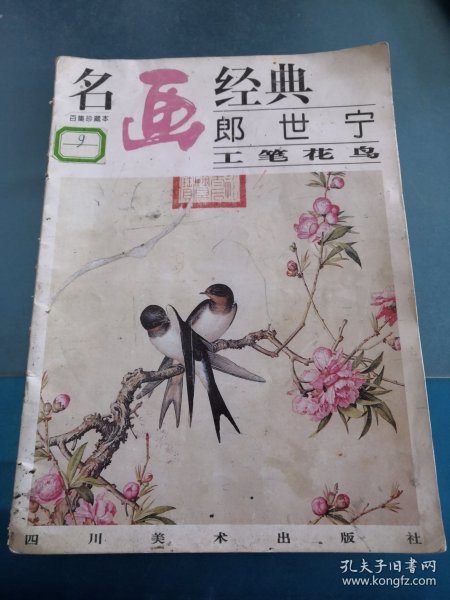 名画经典
百集珍藏本
9
郎世宁
工笔花鸟
四川美术出版社
孔夫子旧书网
www.kongfz.com